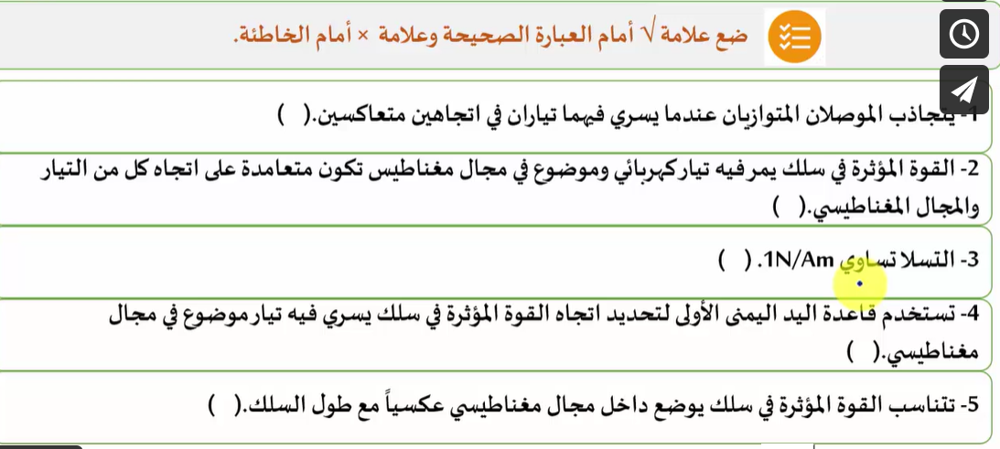 ضع علامة √ أمام العبارة الصحيحة وعلامة × أمام الخاطئة.
1- يتجاذب الموصلان المتوازيان عندما يسري فيهما تياران في اتجاهين متعاكسين.( )
2- القوة المؤثرة في سلك يمر فيه تيار كهربائي وموضوع في مجال مغناطيس تكون متعامدة على اتجاه كل من التيار
والمجال المغناطيسي.( )
3- التسلا تساوي 1N/Am. ( )
4- تستخدم قاعدة اليد اليمنى الأولى لتحديد اتجاه القوة المؤثرة في سلك يسري فيه تيار موضوع في مجال
مغناطيسي.( )
5- تتناسب القوة المؤثرة في سلك يوضع داخل مجال مغناطيسي عكسياً مع طول السلك.( )